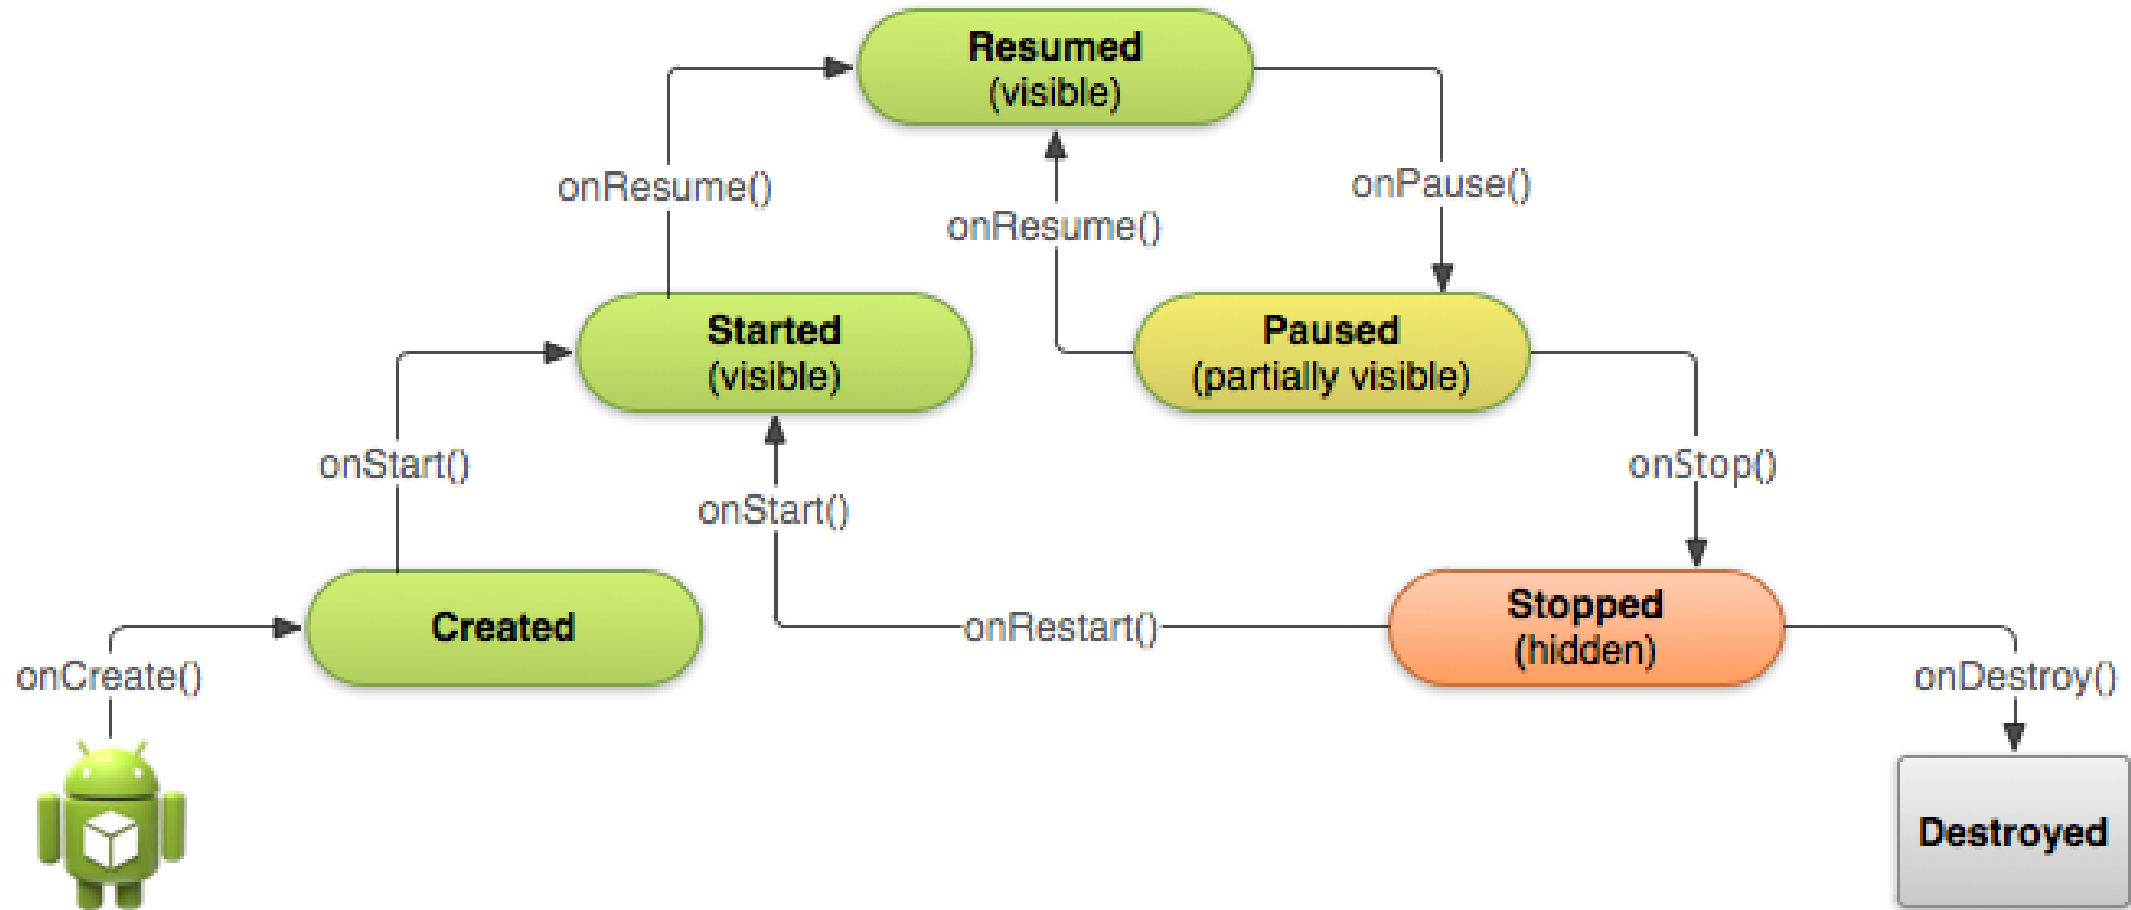 Resumed
(visible)
onResume()
onPause()
onResume()
Started
(visible)
Paused
(partially visible)
onStart()
onStop()
onStart()
Created
onRestart()
Stopped
(hidden)
onCreate()
onDestroy()
Destroyed